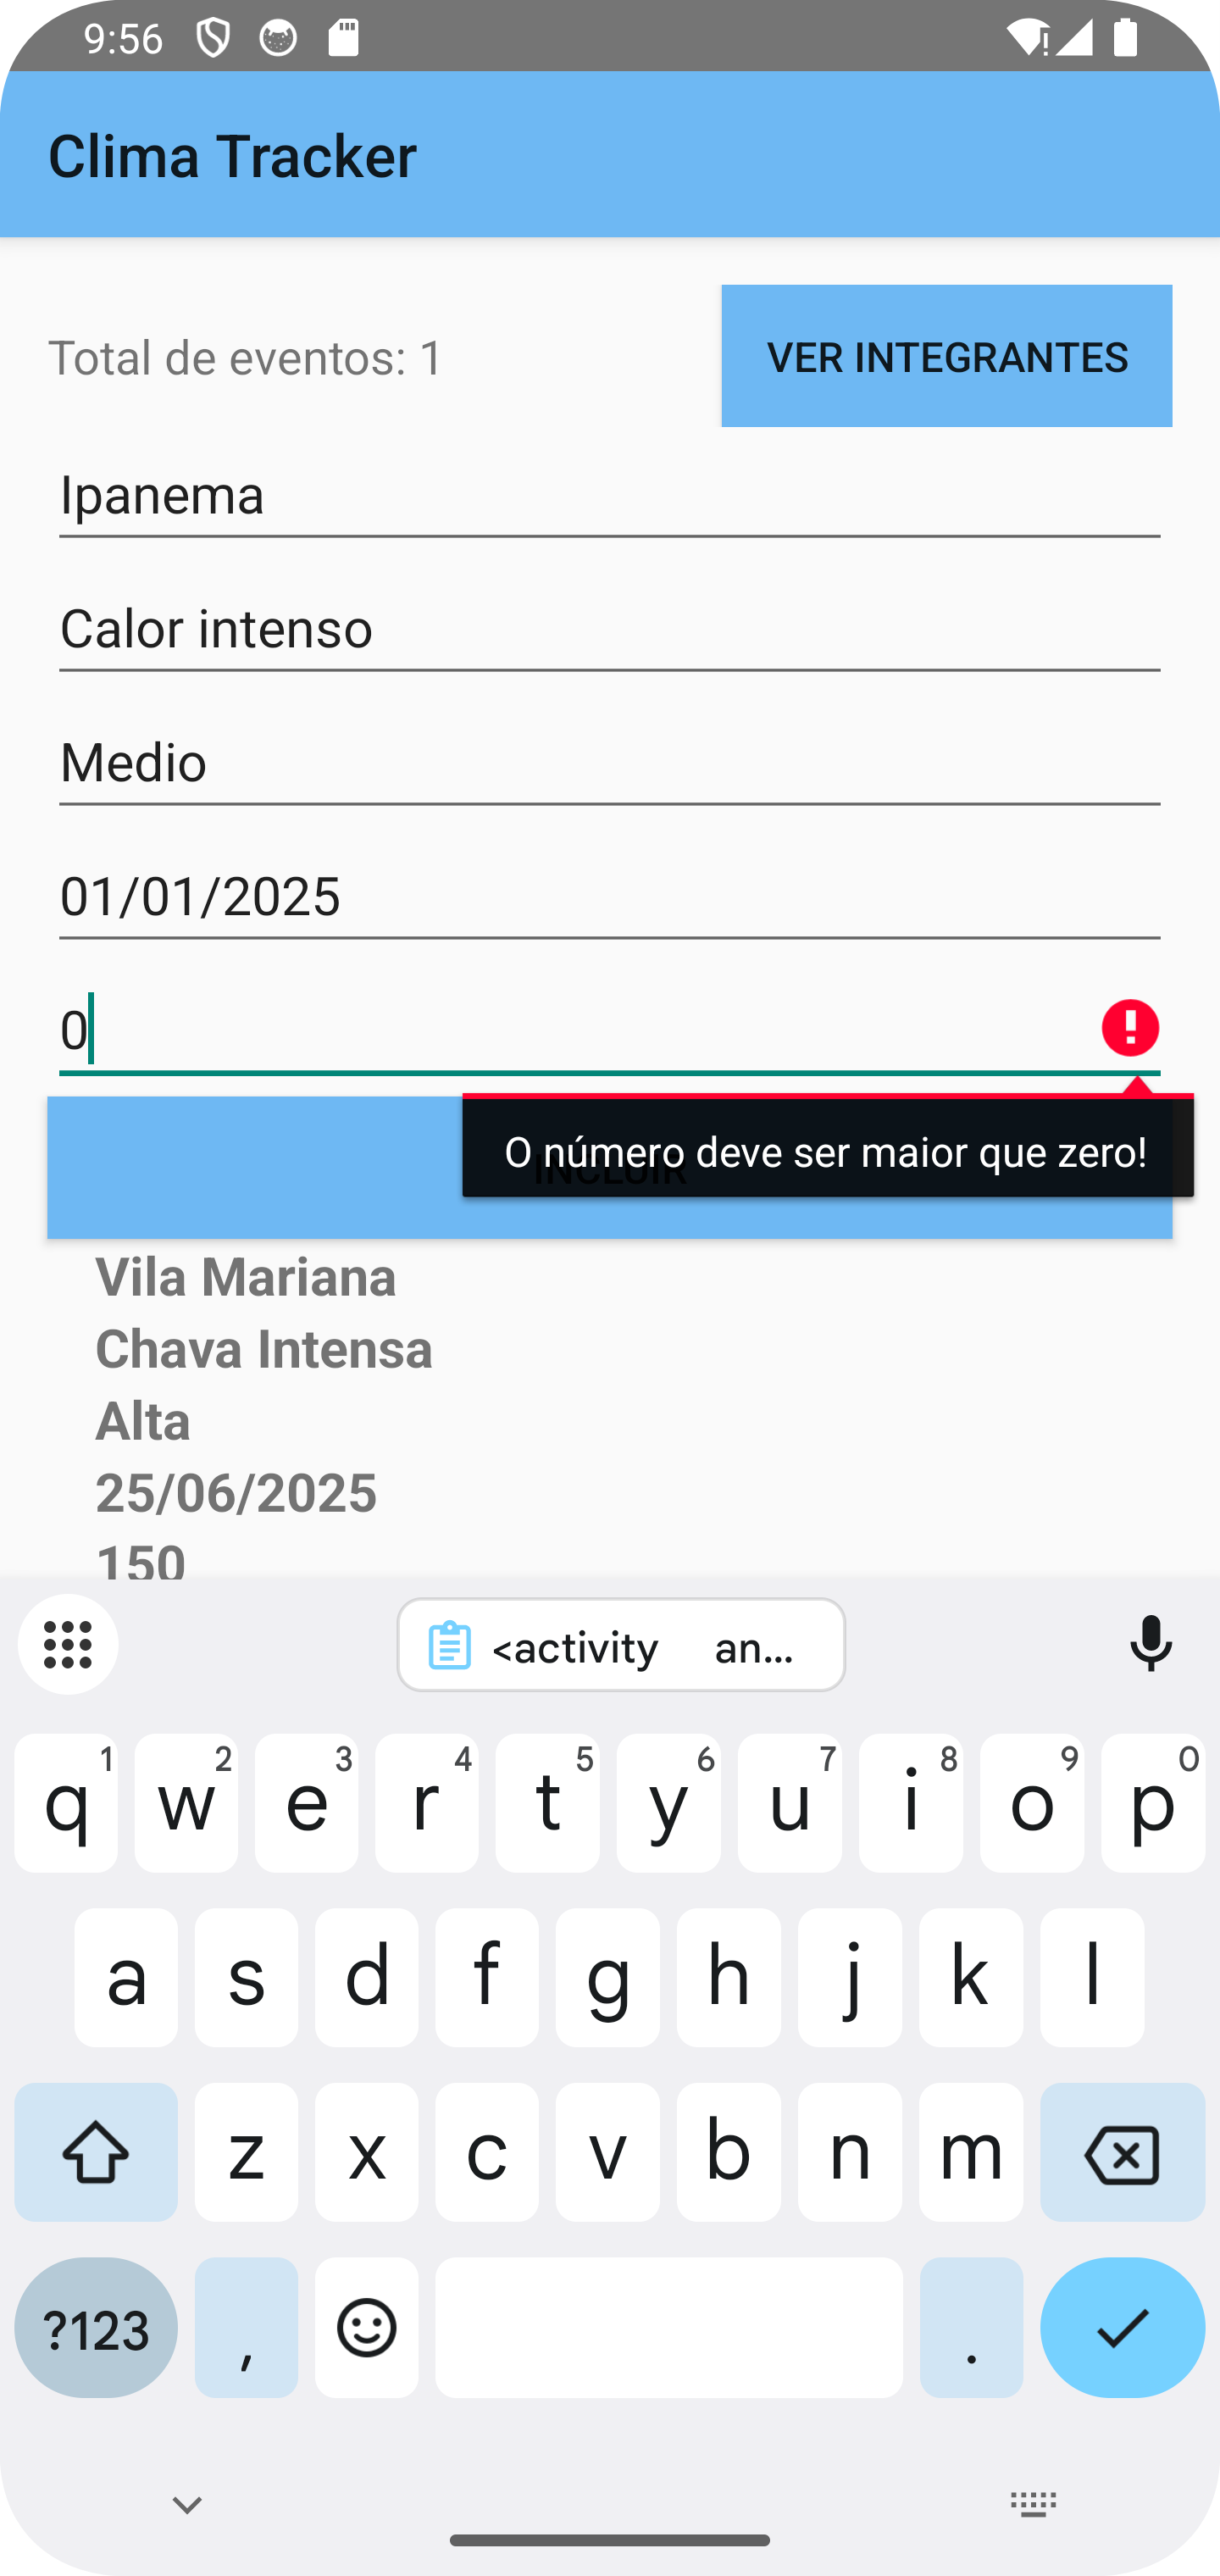 9:56
Clima Tracker
Total de eventos: 1
VER INTEGRANTES
Ipanema
Calor intenso
Medio
01/01/2025
0
O número deve ser maior que zero!
INCLUIR
Vila Mariana
Chava Intensa
Alta
25/06/2025
150
<activity an...
1 2 3 4 5 6 7 8 9 0
q w e r t y u i o p
a s d f g h j k l
z x c v b n m
?123 , .